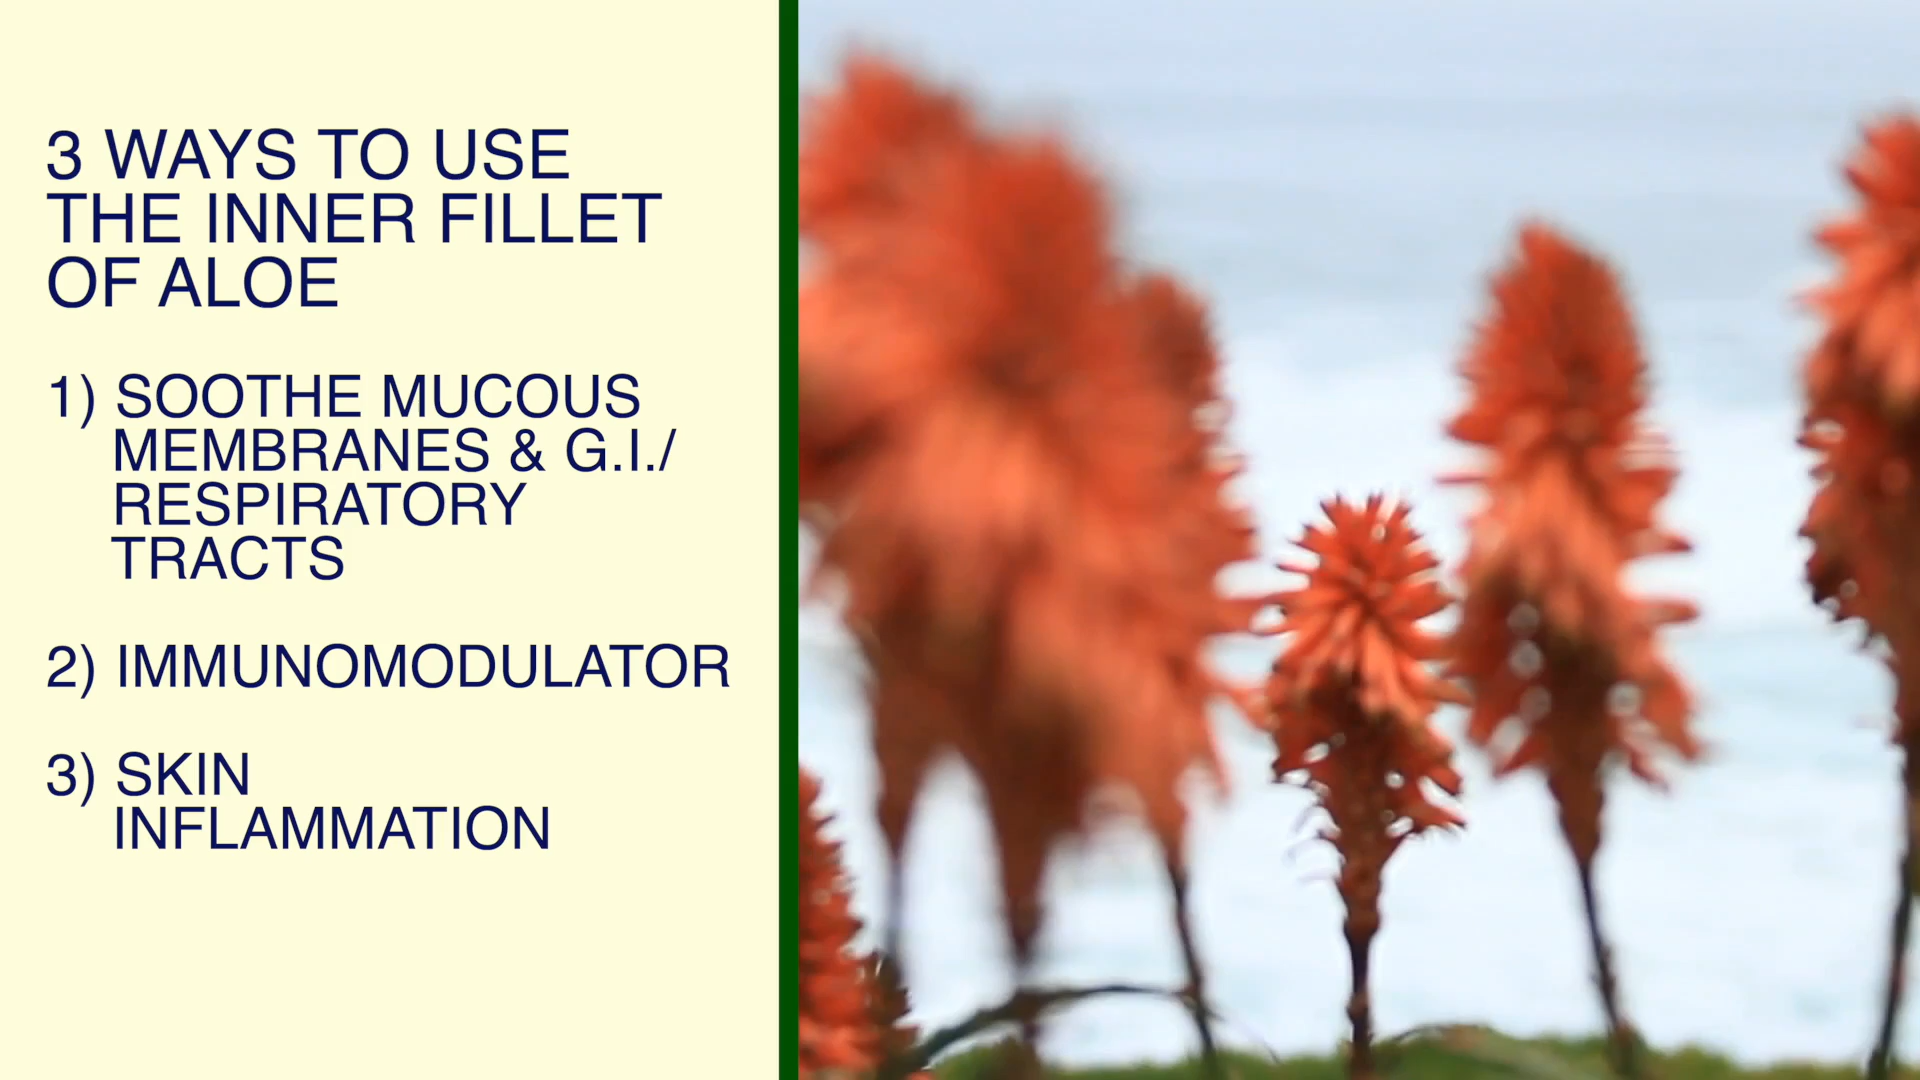 3 WAYS TO USE
THE INNER FILLET
OF ALOE
1) SOOTHE MUCOUS
MEMBRANES & G.I./
RESPIRATORY
TRACTS
2) IMMUNOMODULATOR
3) SKIN
INFLAMMATION